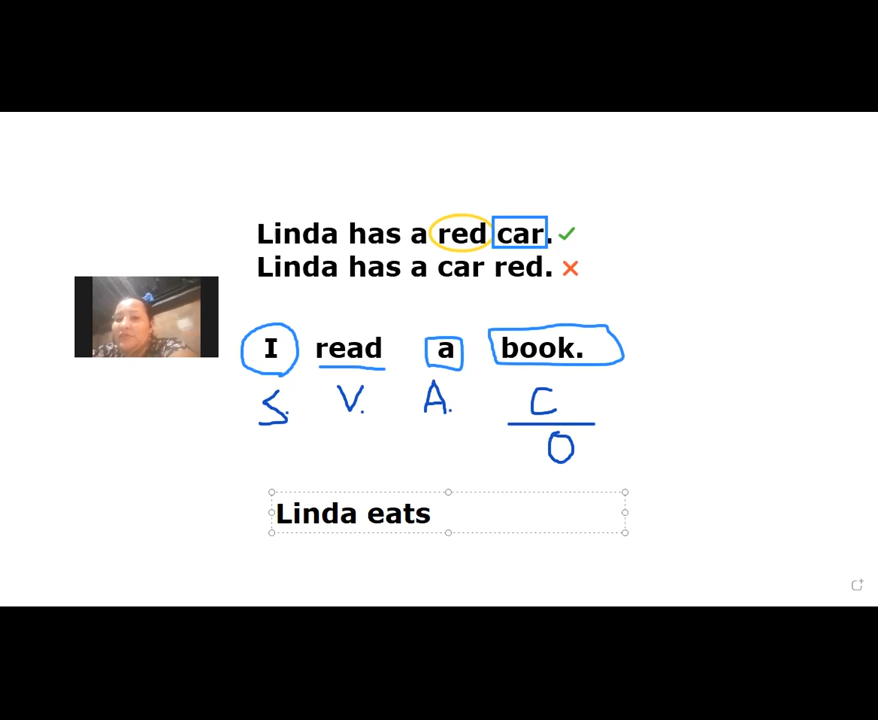 Linda has a red car.
Linda has a car red.
I read a book.
S. V. A. C
O
Linda eats